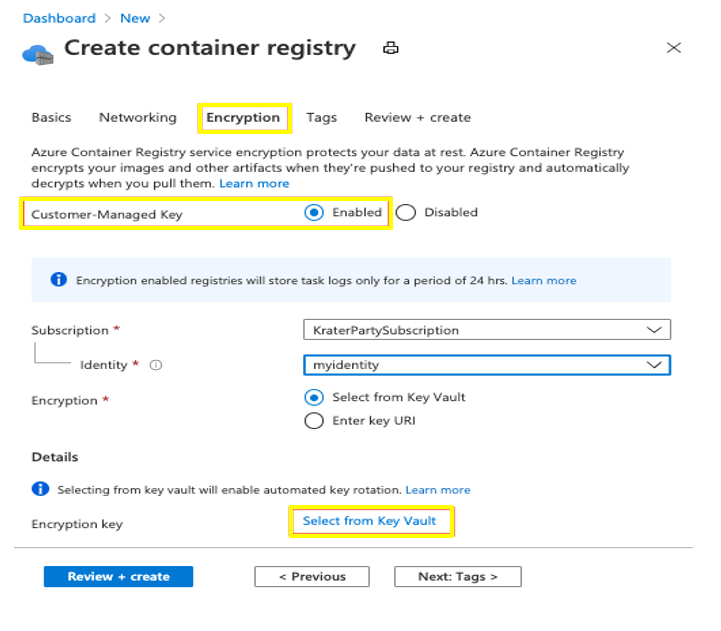 Dashboard > New >
Create container registry
Basics Networking Encryption Tags Review + create
Azure Container Registry service encryption protects your data at rest. Azure Container Registry
encrypts your images and other artifacts when they're pushed to your registry and automatically
decrypts when you pull them. Learn more
Customer-Managed Key Enabled Disabled
Encryption enabled registries will store task logs only for a period of 24 hrs. Learn more
Subscription * KraterPartySubscription
Identity * myidentity
Encryption * Select from Key Vault
Enter key URI
Details
Selecting from key vault will enable automated key rotation. Learn more
Encryption key Select from Key Vault
Review + create < Previous Next: Tags >